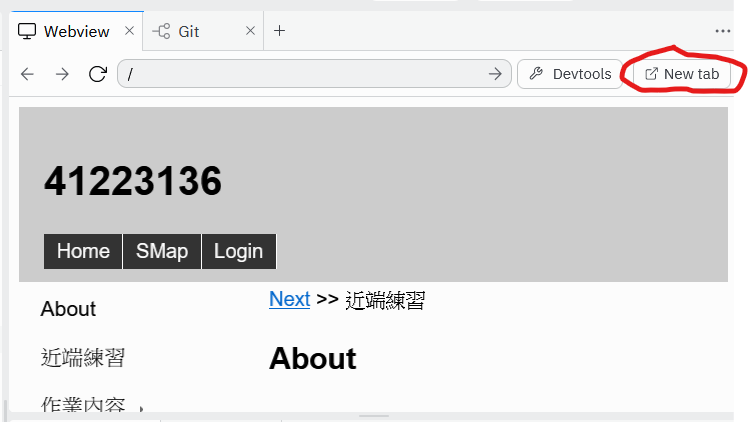 Webview × Git × +
/ Devtools New tab
41223136
Home SMap Login
About
Next >> 近端練習
About
近端練習
作業內容